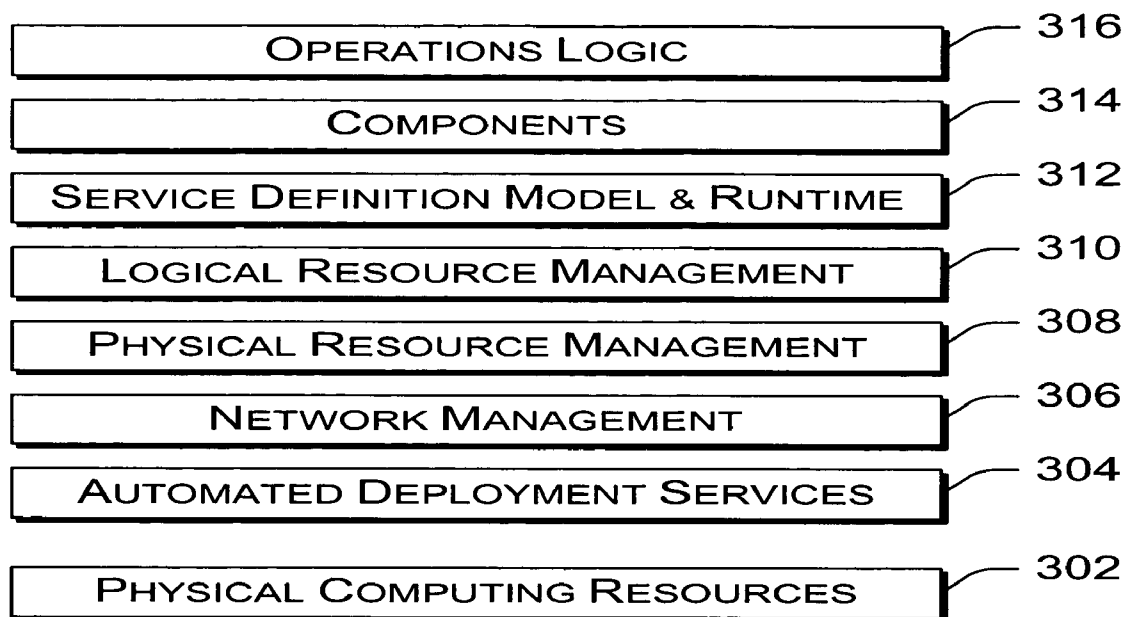 OPERATIONS LOGIC 316
COMPONENTS 314
SERVICE DEFINITION MODEL & RUNTIME 312
LOGICAL RESOURCE MANAGEMENT 310
PHYSICAL RESOURCE MANAGEMENT 308
NETWORK MANAGEMENT 306
AUTOMATED DEPLOYMENT SERVICES 304
PHYSICAL COMPUTING RESOURCES 302